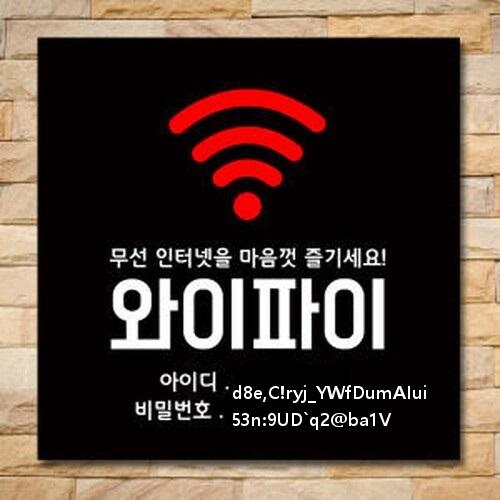 무선 인터넷을 마음껏 즐기세요!
와이파이
아이디 . d8e,C!ryj_YWfDumAlui
비밀번호 . 53n:9UD`q2@ba1V